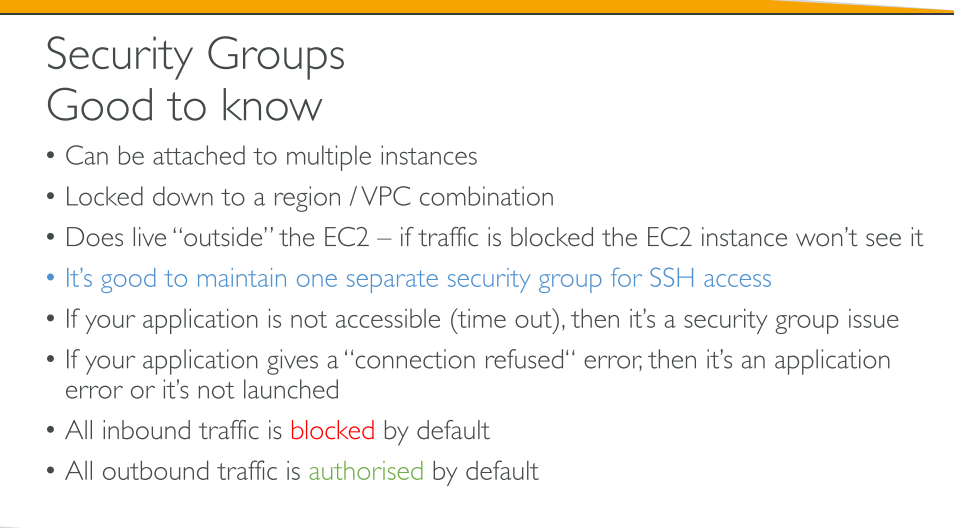 Security Groups
Good to know
• Can be attached to multiple instances
• Locked down to a region / VPC combination
• Does live “outside” the EC2 – if traffic is blocked the EC2 instance won’t see it
• It’s good to maintain one separate security group for SSH access
• If your application is not accessible (time out), then it’s a security group issue
• If your application gives a “connection refused“ error, then it’s an application
error or it’s not launched
• All inbound traffic is blocked by default
• All outbound traffic is authorised by default